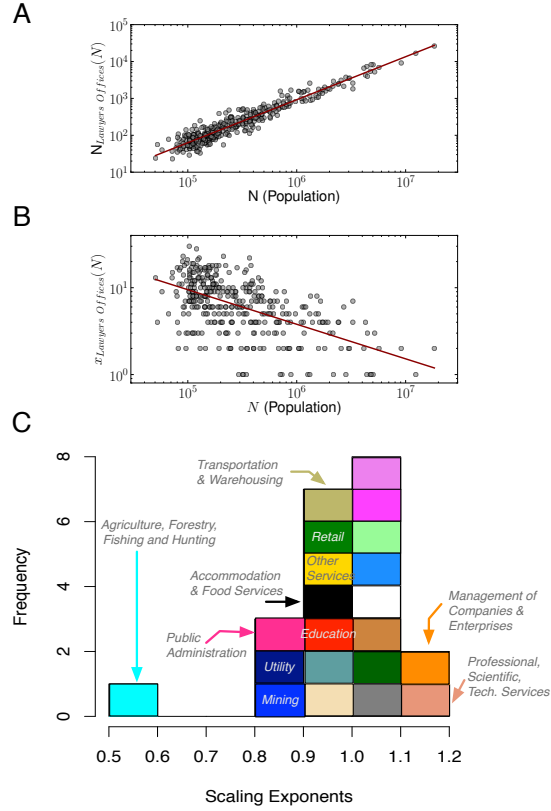 A
N_{Lawyers Offices}(N)
10^5
10^4
10^3
10^2
10^1
10^5 10^6 10^7
N (Population)
B
x_{Lawyers Offices}(N)
10^1
10^0
10^5 10^6 10^7
N (Population)
C
Frequency
8
6
4
2
0
Transportation
& Warehousing
Agriculture, Forestry,
Fishing and Hunting
Retail
Other
Services
Accommodation
& Food Services
Management of
Companies &
Enterprises
Public
Administration
Education
Utility
Professional,
Scientific,
Tech. Services
Mining
0.5 0.6 0.7 0.8 0.9 1.0 1.1 1.2
Scaling Exponents